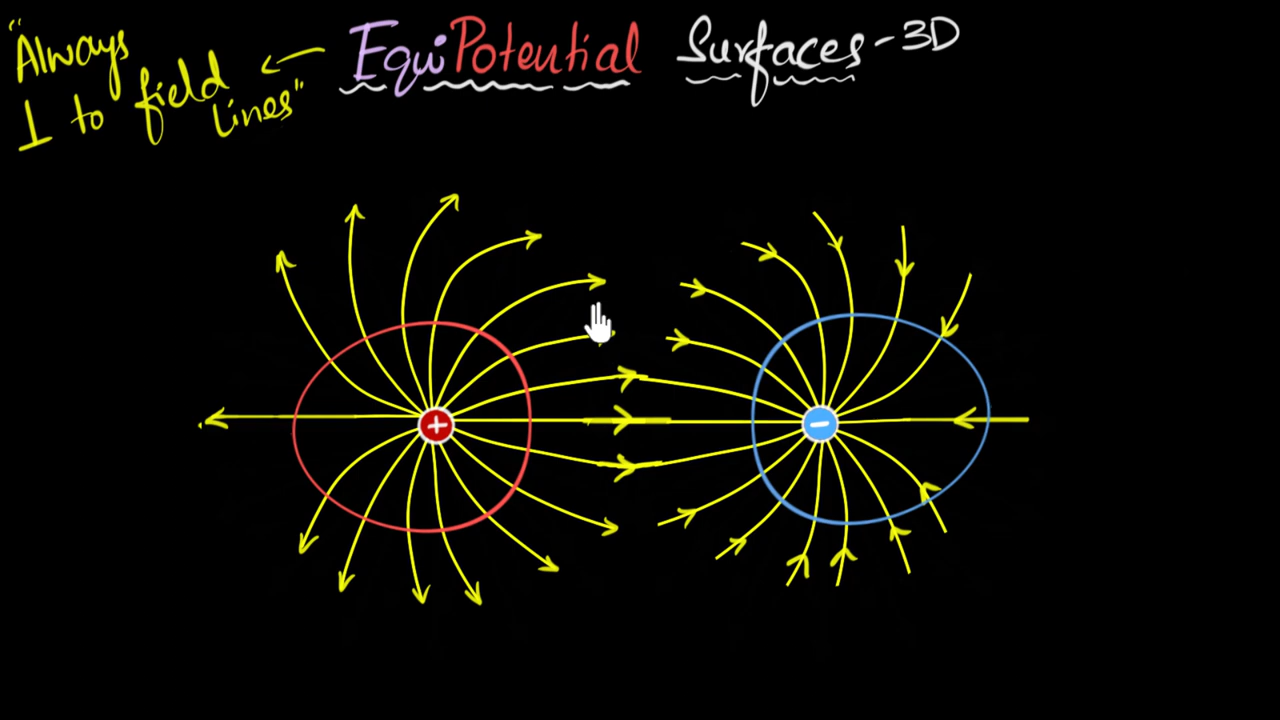 "Always
⊥ to field
lines"
EquiPotential Surfaces - 3D
+
−